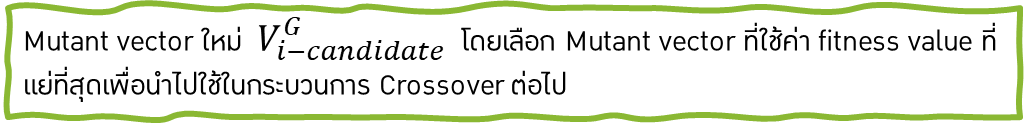 Mutant vector ใหม่ V_{i-candidate}^{G} โดยเลือก Mutant vector ที่ใช้ค่า fitness value ที่
แย่ที่สุดเพื่อนำไปใช้ในกระบวนการ Crossover ต่อไป